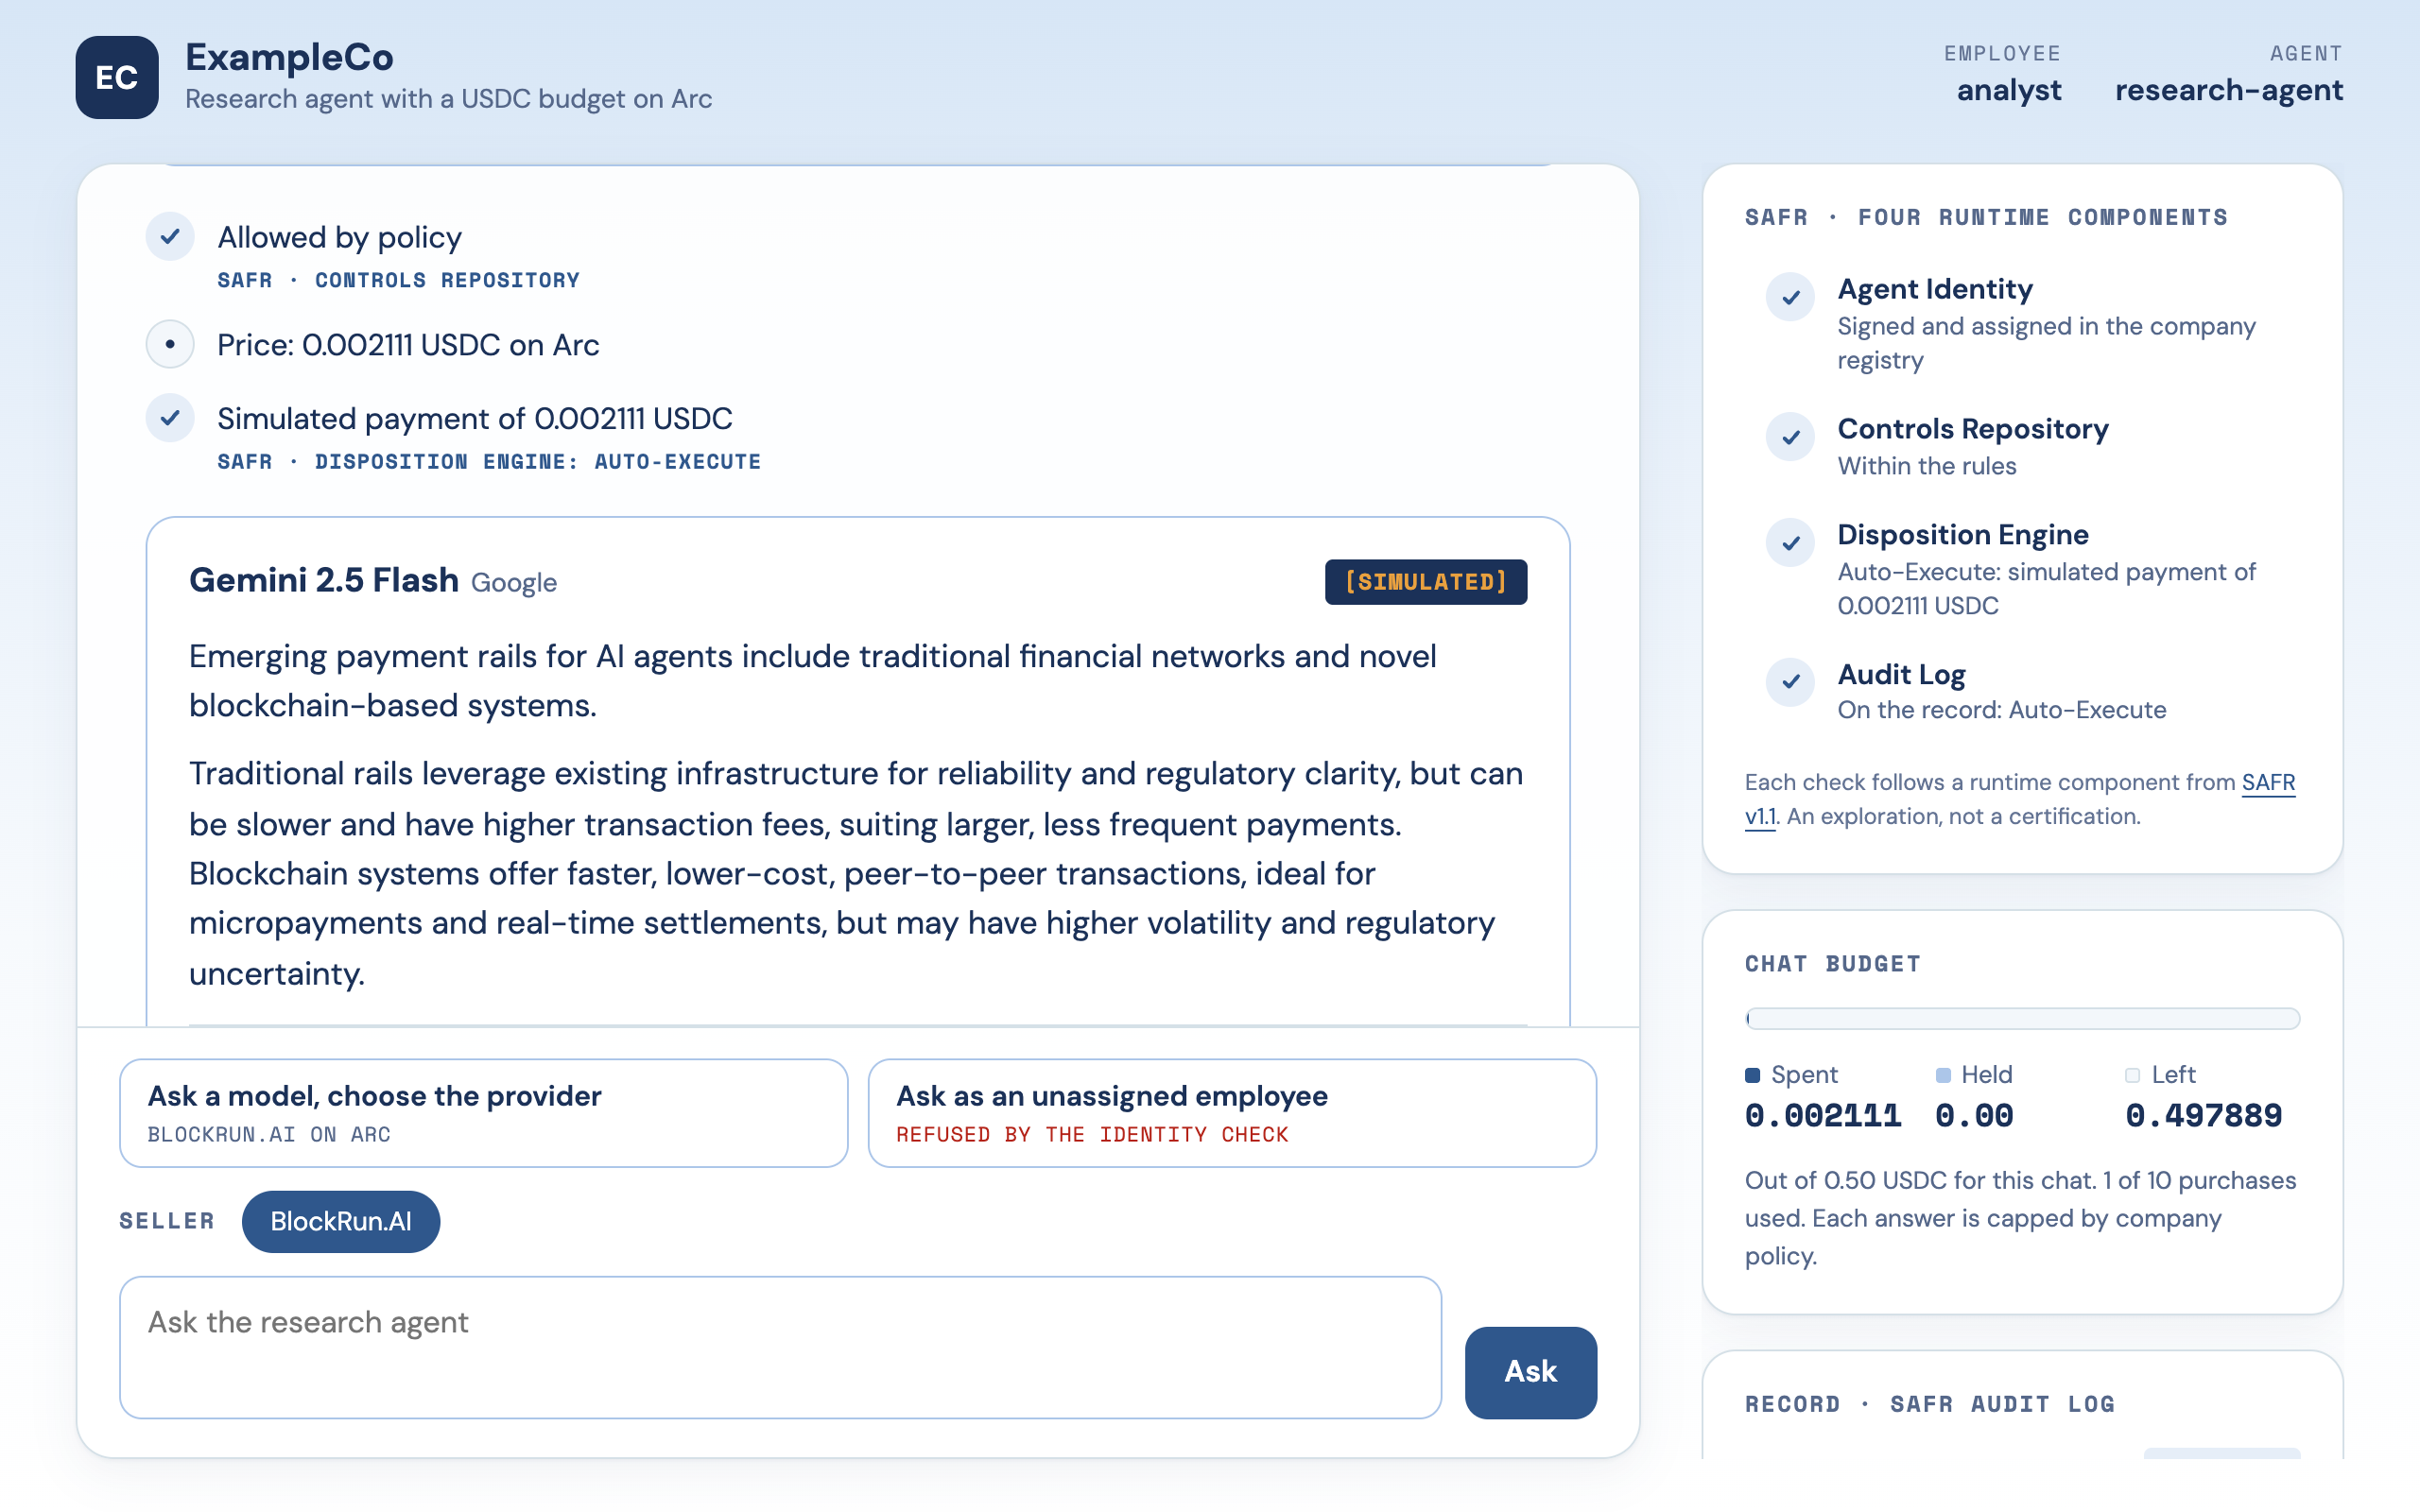 EC
ExampleCo
Research agent with a USDC budget on Arc
EMPLOYEE
analyst
AGENT
research-agent
Allowed by policy
SAFR · CONTROLS REPOSITORY
Price: 0.002111 USDC on Arc
Simulated payment of 0.002111 USDC
SAFR · DISPOSITION ENGINE: AUTO-EXECUTE
Gemini 2.5 Flash Google
[SIMULATED]
Emerging payment rails for AI agents include traditional financial networks and novel
blockchain-based systems.
Traditional rails leverage existing infrastructure for reliability and regulatory clarity, but can
be slower and have higher transaction fees, suiting larger, less frequent payments.
Blockchain systems offer faster, lower-cost, peer-to-peer transactions, ideal for
micropayments and real-time settlements, but may have higher volatility and regulatory
uncertainty.
Ask a model, choose the provider
BLOCKRUN.AI ON ARC
Ask as an unassigned employee
REFUSED BY THE IDENTITY CHECK
SELLER
BlockRun.AI
Ask the research agent
Ask
SAFR · FOUR RUNTIME COMPONENTS
Agent Identity
Signed and assigned in the company
registry
Controls Repository
Within the rules
Disposition Engine
Auto-Execute: simulated payment of
0.002111 USDC
Audit Log
On the record: Auto-Execute
Each check follows a runtime component from SAFR
v1.1. An exploration, not a certification.
CHAT BUDGET
Spent
0.002111
Held
0.00
Left
0.497889
Out of 0.50 USDC for this chat. 1 of 10 purchases
used. Each answer is capped by company
policy.
RECORD · SAFR AUDIT LOG